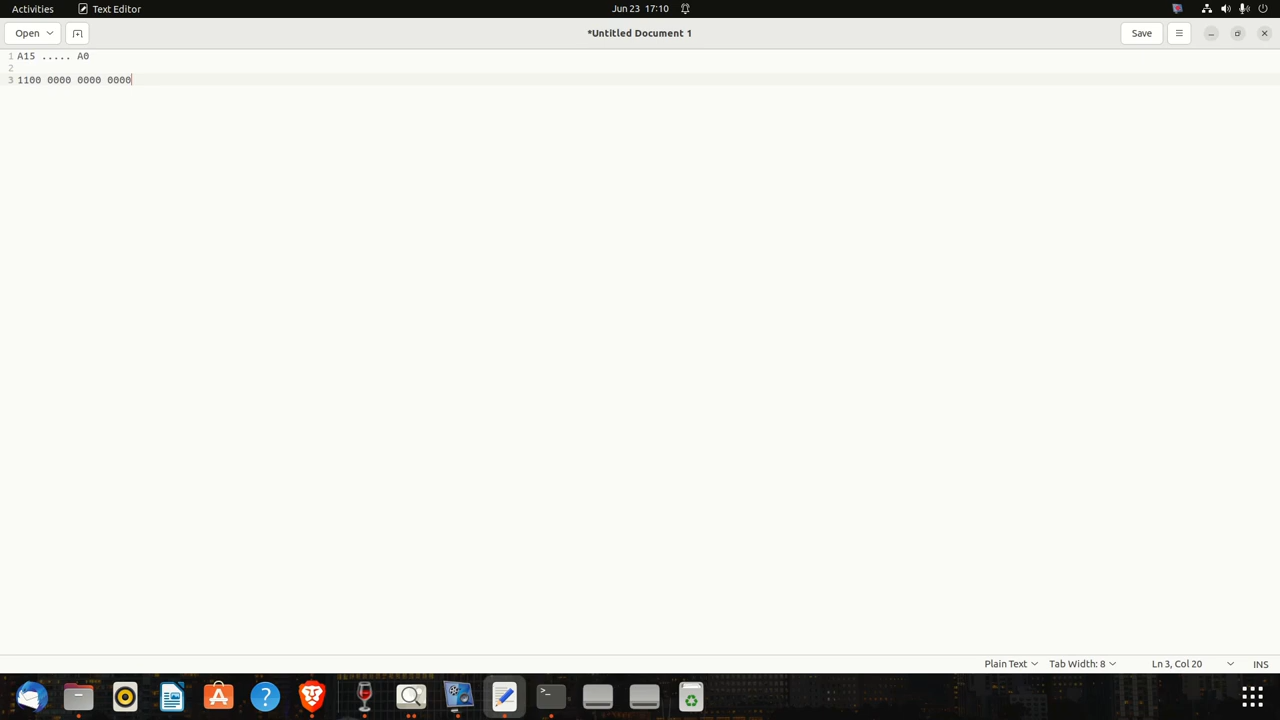 Activities Text Editor Jun 23 17:10
Open *Untitled Document 1 Save
1 A15 ..... A0
2
3 1100 0000 0000 0000
Plain Text Tab Width: 8 Ln 3, Col 20 INS